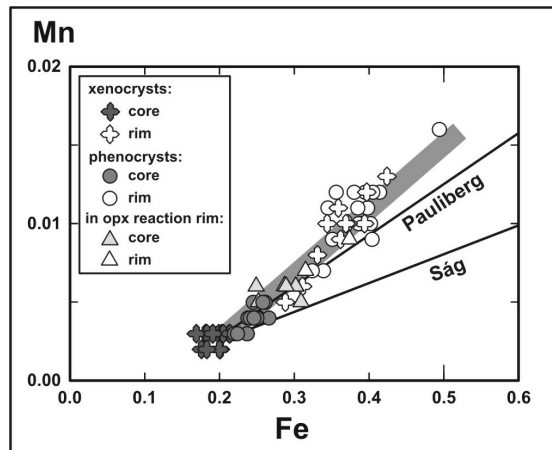 Mn
0.02
xenocrysts:
core
rim
phenocrysts:
core
rim
in opx reaction rim:
core
rim
0.01
Pauliberg
Ság
0.00
0.0 0.1 0.2 0.3 0.4 0.5 0.6
Fe